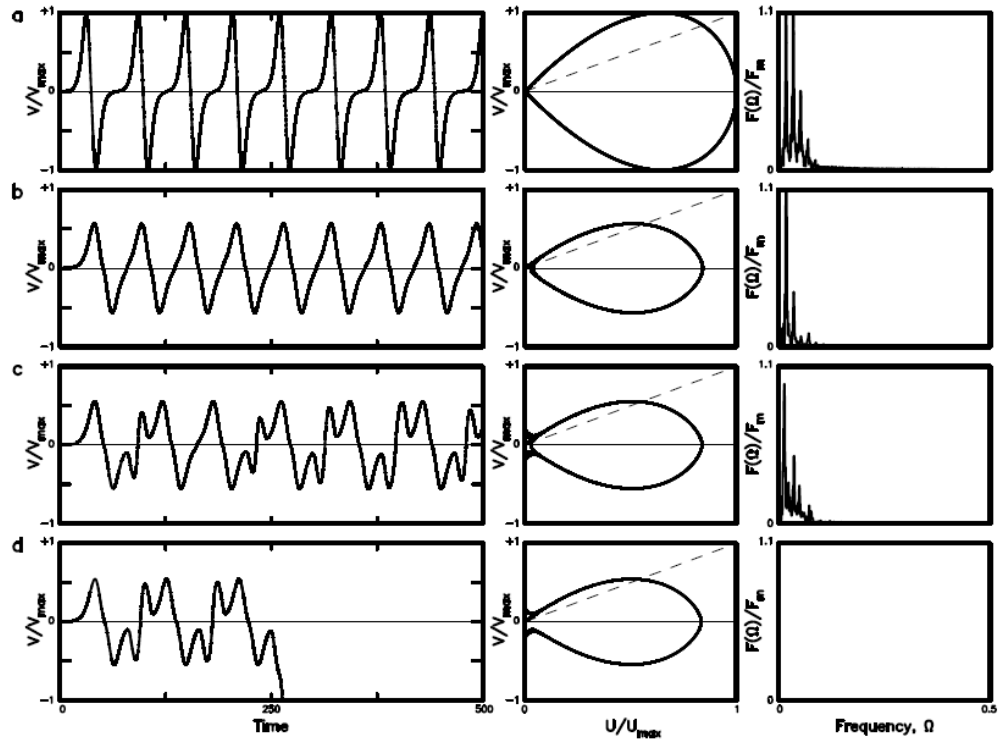 a
+1
V/Vmax
0
-1
+1
V/Vmax
0
-1
1.1
F(Ω)/Fm
0
b
+1
V/Vmax
0
-1
+1
V/Vmax
0
-1
1.1
F(Ω)/Fm
0
c
+1
V/Vmax
0
-1
+1
V/Vmax
0
-1
1.1
F(Ω)/Fm
0
d
+1
V/Vmax
0
-1
0 250 500
Time
+1
V/Vmax
0
-1
0 1
U/Umax
1.1
F(Ω)/Fm
0
0 0.5
Frequency, Ω